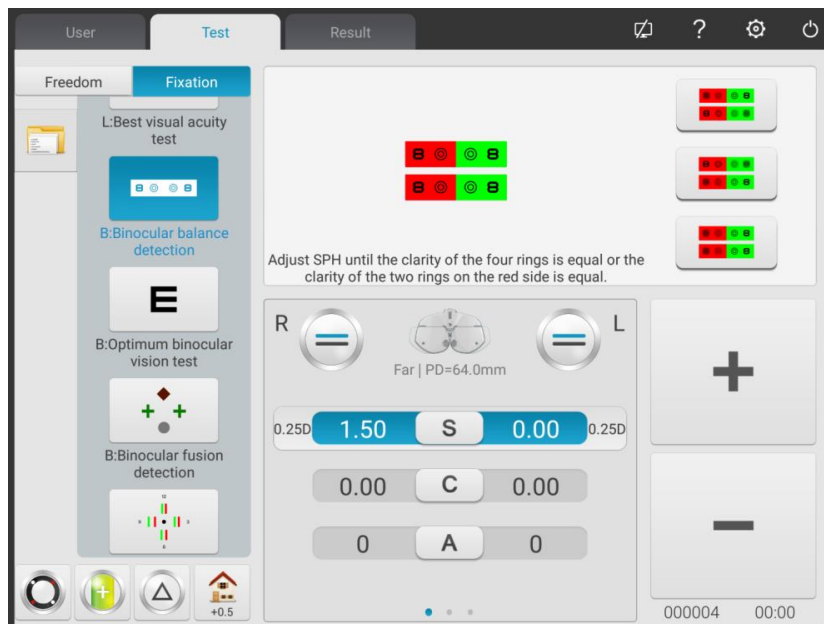 User
Test
Result
?
Freedom
Fixation
L:Best visual acuity
test
B:Binocular balance
detection
E
B:Optimum binocular
vision test
B:Binocular fusion
detection
+0.5
Adjust SPH until the clarity of the four rings is equal or the
clarity of the two rings on the red side is equal.
R
L
Far | PD=64.0mm
0.25D 1.50 S 0.00 0.25D
0.00 C 0.00
0 A 0
+
−
000004 00:00